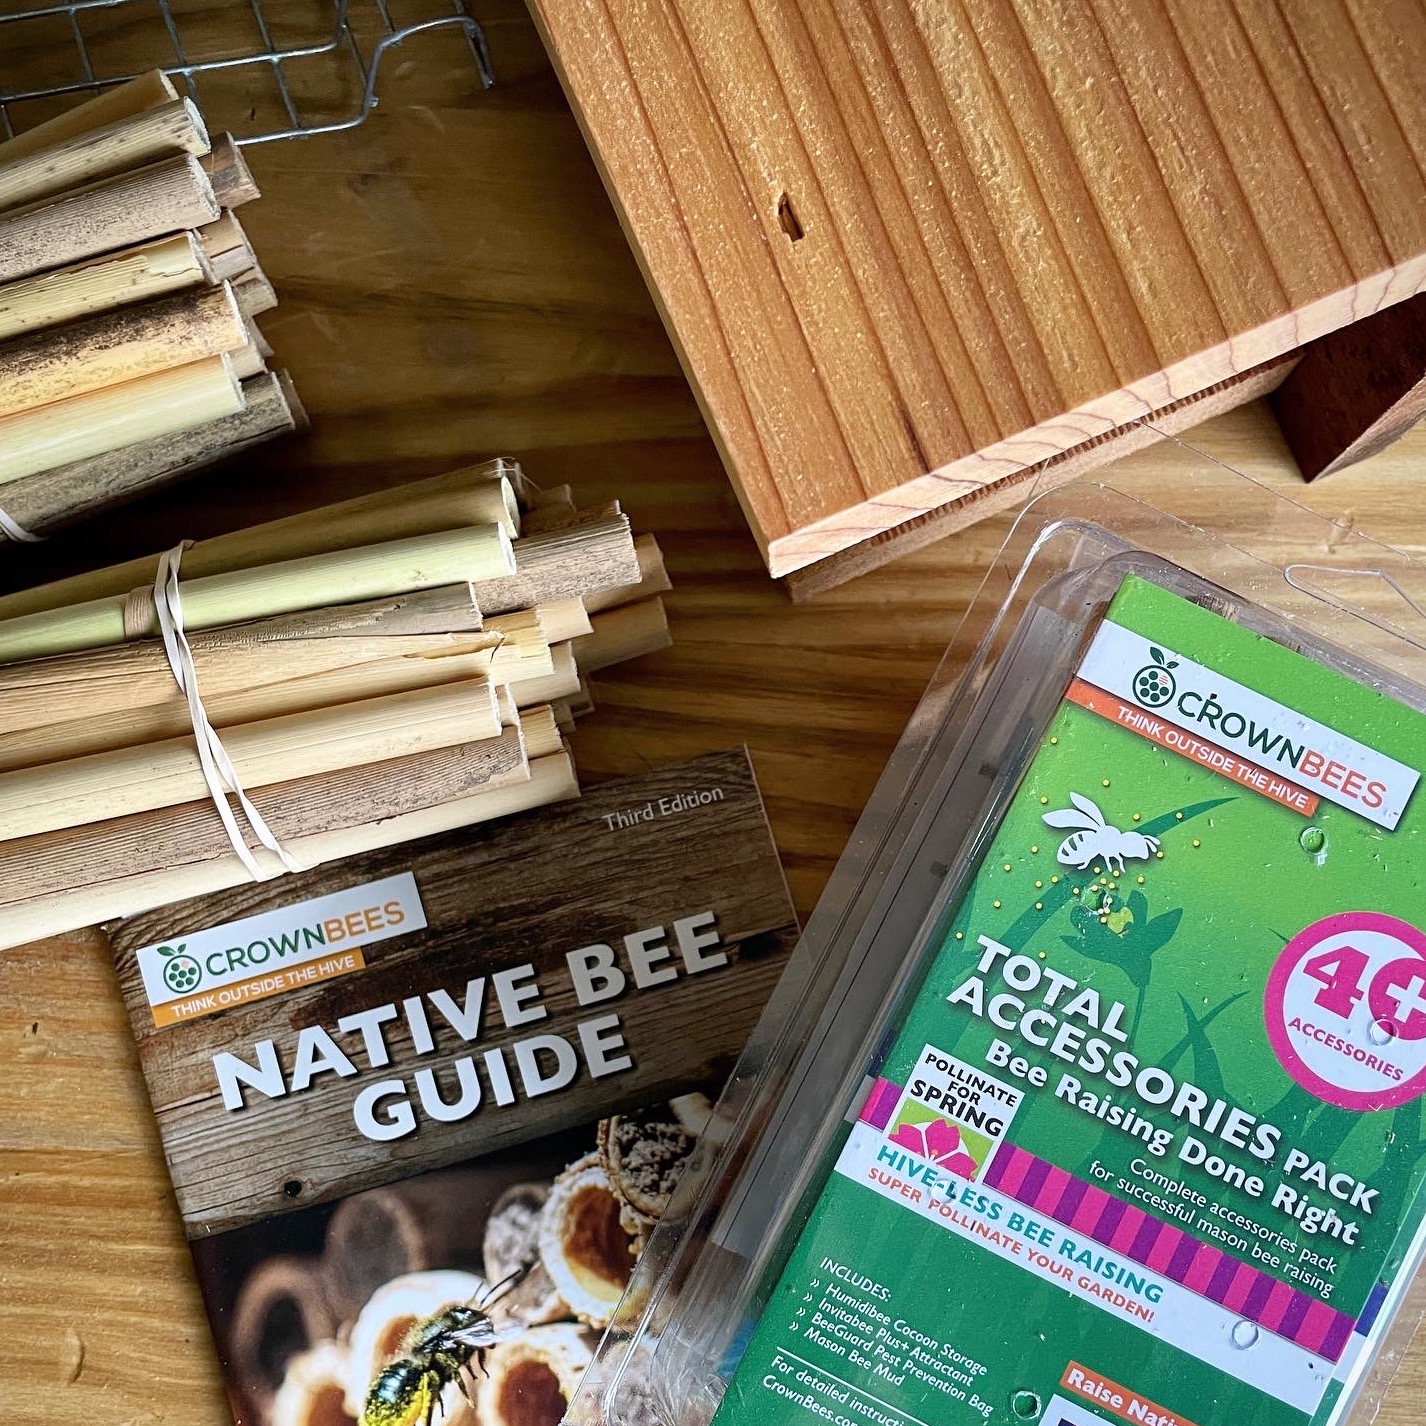 Third Edition
CROWNBEES
THINK OUTSIDE THE HIVE
NATIVE BEE
GUIDE
CROWNBEES
THINK OUTSIDE THE HIVE
TOTAL
ACCESSORIES PACK
Bee Raising Done Right
Complete accessories pack
for successful mason bee raising
40+
ACCESSORIES
POLLINATE
FOR
SPRING
HIVE-LESS BEE RAISING
SUPER POLLINATE YOUR GARDEN!
INCLUDES:
» Humidibee Cocoon Storage
» Invitabee Plus+ Attractant
» BeeGuard Pest Prevention Bag
» Mason Bee Mud
For detailed instructi
CrownBees.co
Raise Nati